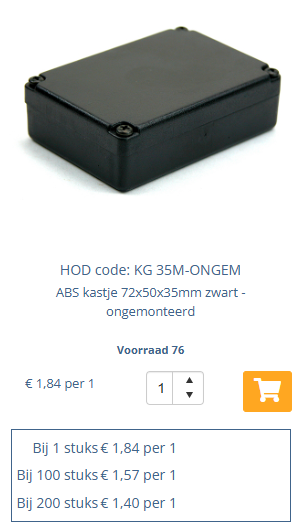 HOD code: KG 35M-ONGEM
ABS kastje 72x50x35mm zwart -
ongemonteerd
Voorraad 76
€ 1,84 per 1
1
Bij 1 stuks € 1,84 per 1
Bij 100 stuks € 1,57 per 1
Bij 200 stuks € 1,40 per 1